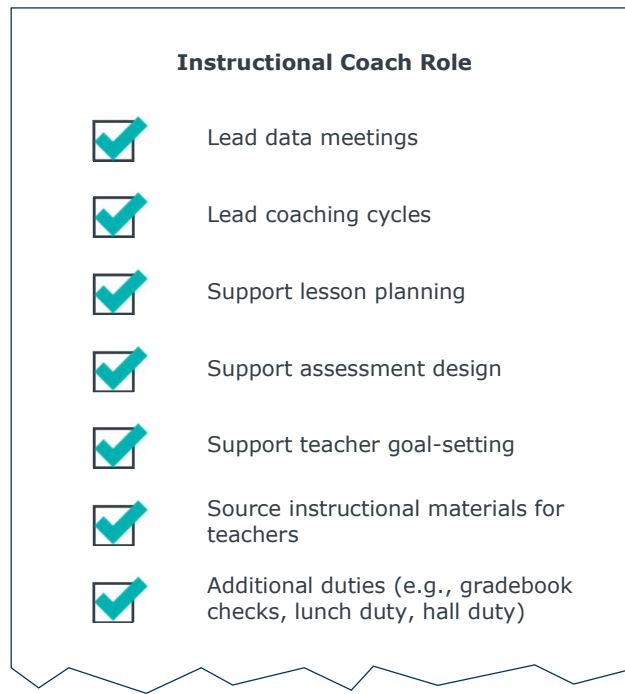 Instructional Coach Role
Lead data meetings
Lead coaching cycles
Support lesson planning
Support assessment design
Support teacher goal-setting
Source instructional materials for
teachers
Additional duties (e.g., gradebook
checks, lunch duty, hall duty)